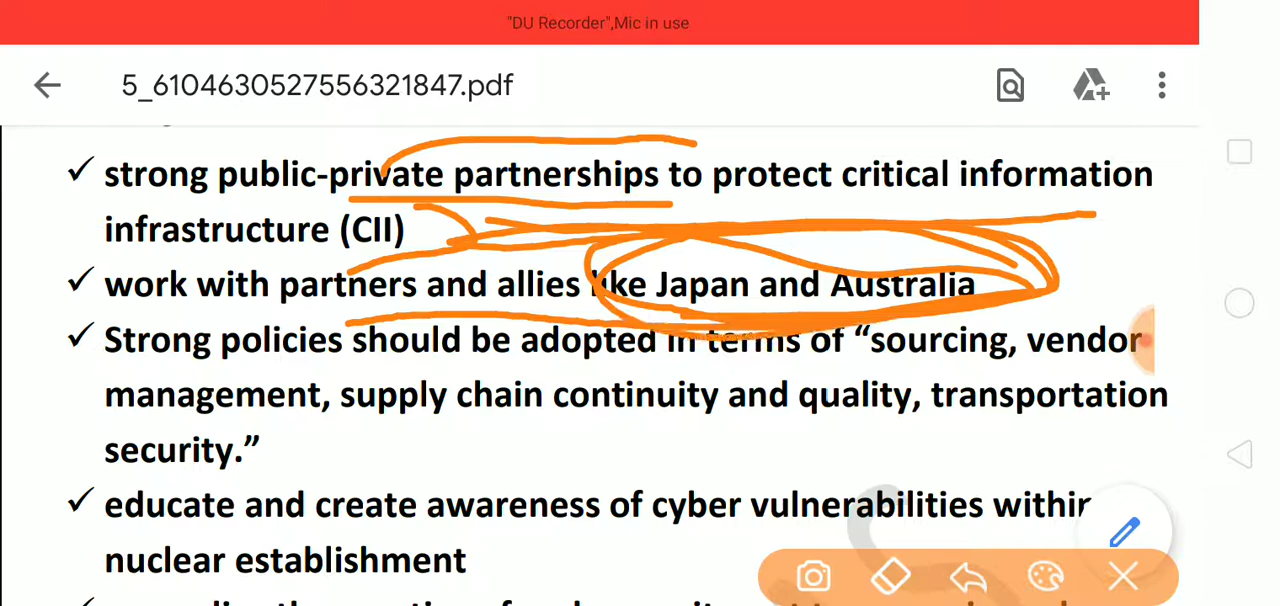 "DU Recorder",Mic in use
5_6104630527556321847.pdf
✓ strong public-private partnerships to protect critical information
infrastructure (CII)
✓ work with partners and allies like Japan and Australia
✓ Strong policies should be adopted in terms of “sourcing, vendor
management, supply chain continuity and quality, transportation
security.”
✓ educate and create awareness of cyber vulnerabilities within
nuclear establishment